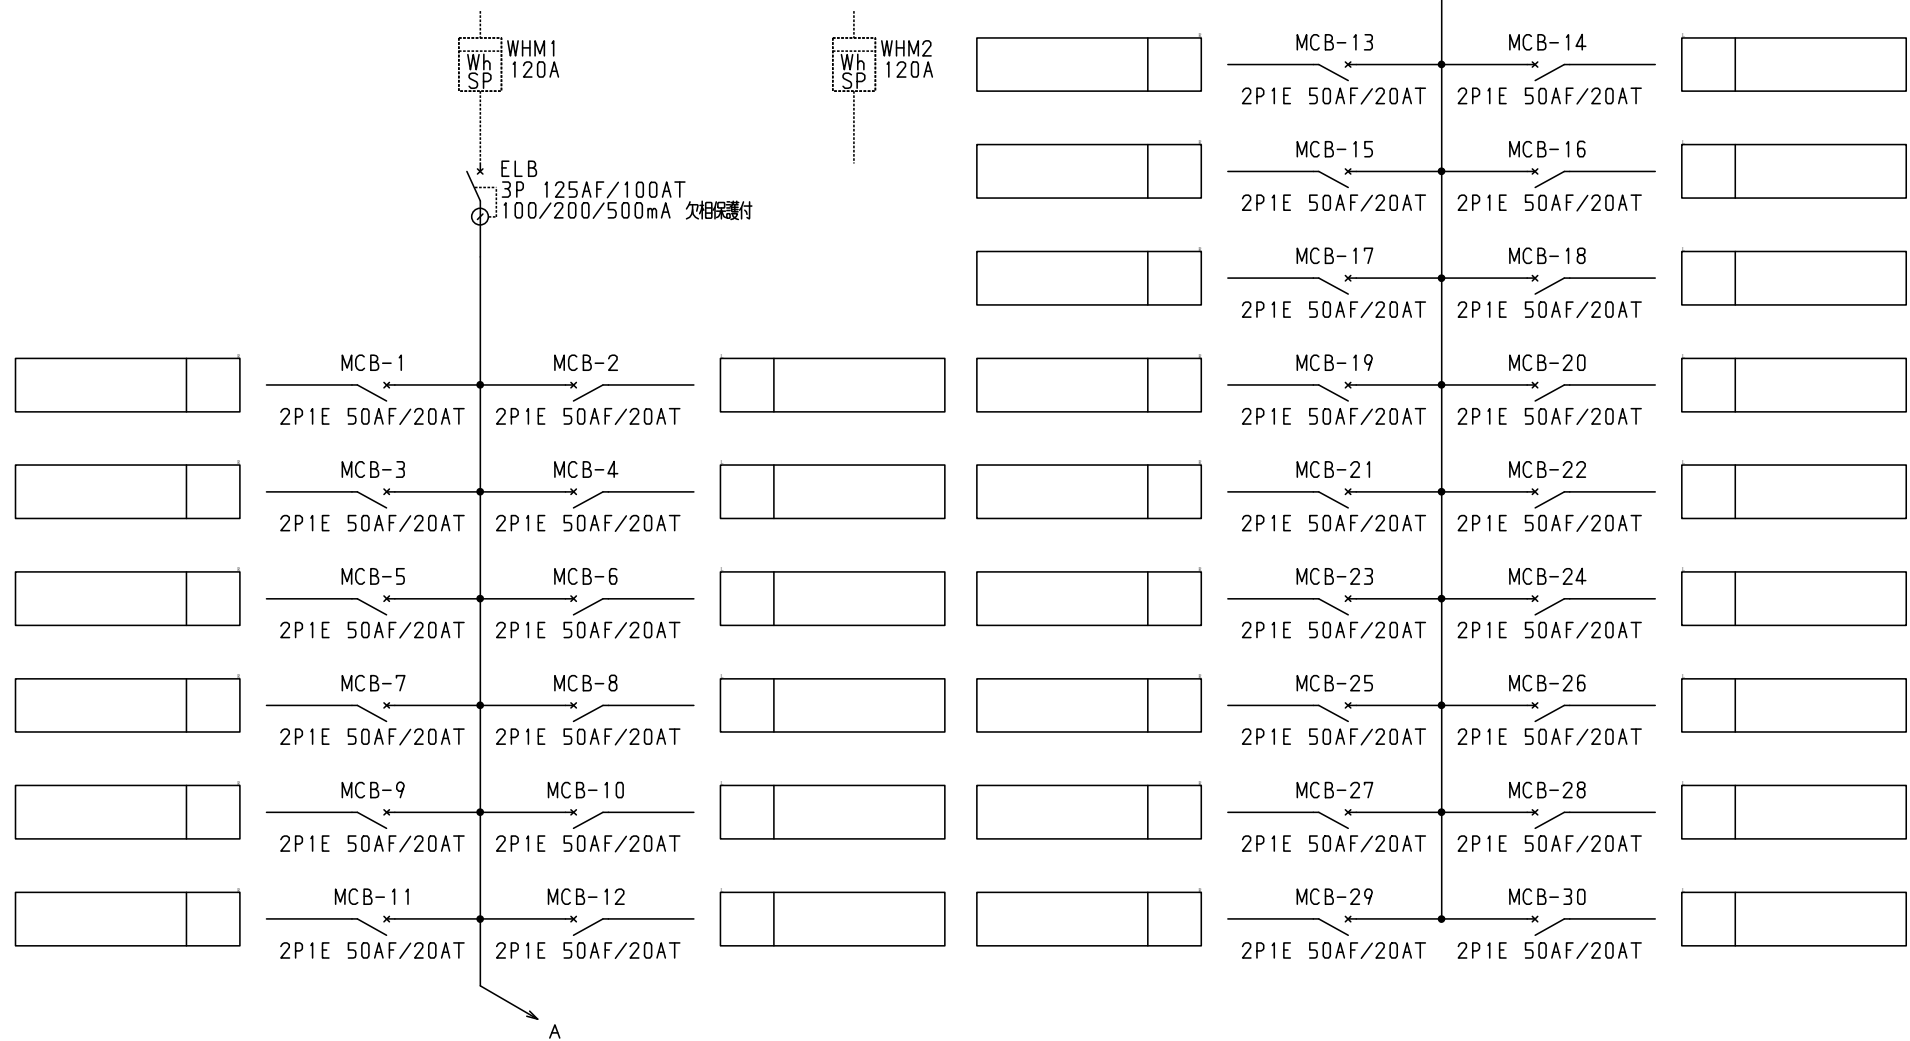 WHM1
120A
Wh
SP
WHM2
120A
Wh
SP
ELB
3P 125AF/100AT
100/200/500mA 欠相保護付
MCB-1
2P1E 50AF/20AT
MCB-2
2P1E 50AF/20AT
MCB-3
2P1E 50AF/20AT
MCB-4
2P1E 50AF/20AT
MCB-5
2P1E 50AF/20AT
MCB-6
2P1E 50AF/20AT
MCB-7
2P1E 50AF/20AT
MCB-8
2P1E 50AF/20AT
MCB-9
2P1E 50AF/20AT
MCB-10
2P1E 50AF/20AT
MCB-11
2P1E 50AF/20AT
MCB-12
2P1E 50AF/20AT
A
MCB-13
2P1E 50AF/20AT
MCB-14
2P1E 50AF/20AT
MCB-15
2P1E 50AF/20AT
MCB-16
2P1E 50AF/20AT
MCB-17
2P1E 50AF/20AT
MCB-18
2P1E 50AF/20AT
MCB-19
2P1E 50AF/20AT
MCB-20
2P1E 50AF/20AT
MCB-21
2P1E 50AF/20AT
MCB-22
2P1E 50AF/20AT
MCB-23
2P1E 50AF/20AT
MCB-24
2P1E 50AF/20AT
MCB-25
2P1E 50AF/20AT
MCB-26
2P1E 50AF/20AT
MCB-27
2P1E 50AF/20AT
MCB-28
2P1E 50AF/20AT
MCB-29
2P1E 50AF/20AT
MCB-30
2P1E 50AF/20AT